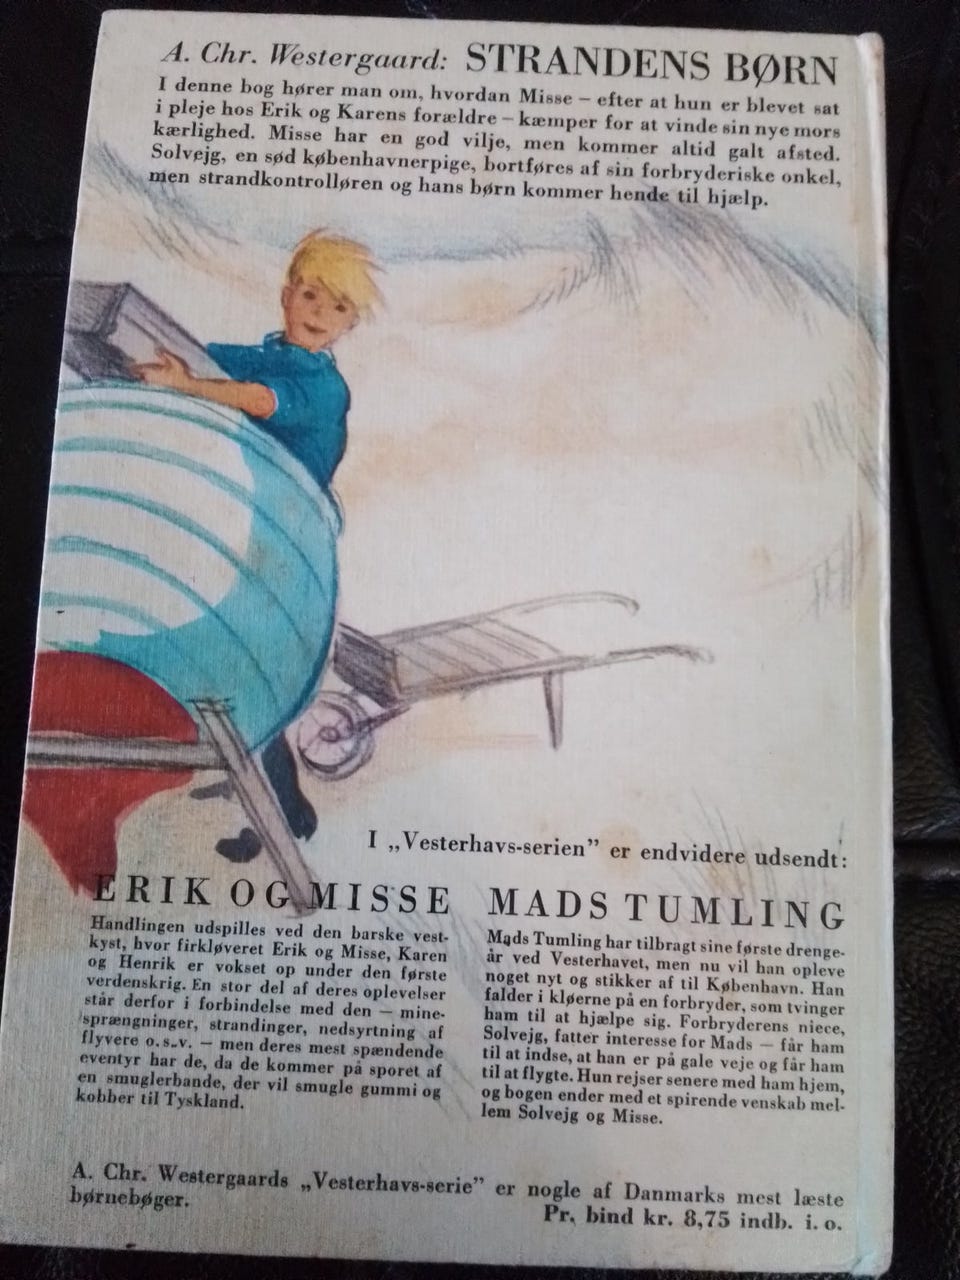 A. Chr. Westergaard: STRANDENS BØRN
I denne bog hører man om, hvordan Misse – efter at hun er blevet sat
i pleje hos Erik og Karens forældre – kæmper for at vinde sin nye mors
kærlighed. Misse har en god vilje, men kommer altid galt afsted.
Solvejg, en sød københavnerpige, bortføres af sin forbryderiske onkel,
men strandkontrolløren og hans børn kommer hende til hjælp.
I „Vesterhavs-serien” er endvidere udsendt:
ERIK OG MISSE
Handlingen udspilles ved den barske vest-
kyst, hvor firkløveret Erik og Misse, Karen
og Henrik er vokset op under den første
verdenskrig. En stor del af deres oplevelser
står derfor i forbindelse med den – mine-
sprængninger, strandinger, nedsyrtning af
flyvere o.s.v. – men deres mest spændende
eventyr har de, da de kommer på sporet af
en smuglerbande, der vil smugle gummi og
kobber til Tyskland.
MADS TUMLING
Mads Tumling har tilbragt sine første drenge-
år ved Vesterhavet, men nu vil han opleve
noget nyt og stikker af til København. Han
falder i kløerne på en forbryder, som tvinger
ham til at hjælpe sig. Forbryderens niece,
Solvejg, fatter interesse for Mads – får ham
til at indse, at han er på gale veje og får ham
til at flygte. Hun rejser senere med ham hjem,
og bogen ender med et spirende venskab mel-
lem Solvejg og Misse.
A. Chr. Westergaards „Vesterhavs-serie” er nogle af Danmarks mest læste
børnebøger.
Pr. bind kr. 8,75 indb. i. o.